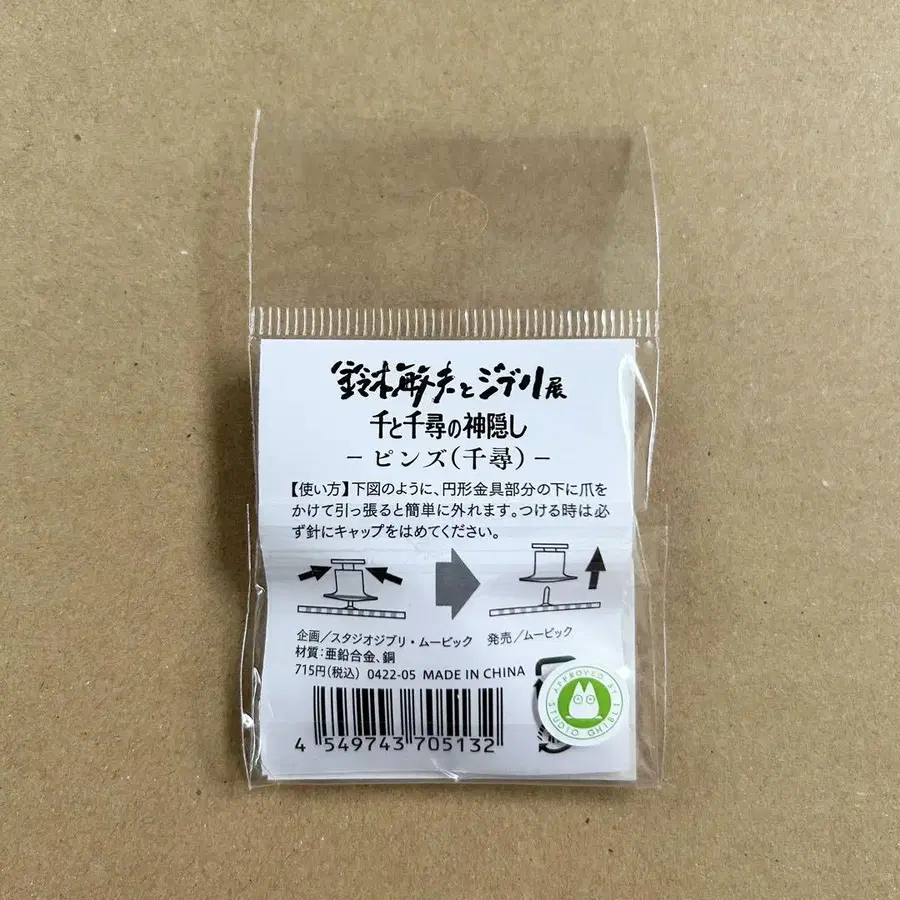 鈴木敏夫とジブリ展
千と千尋の神隠し
− ピンズ(千尋) −
【使い方】下図のように、円形金具部分の下に爪を
かけて引っ張ると簡単に外れます。つける時は必
ず針にキャップをはめてください。
企画/スタジオジブリ・ムービック 発売/ムービック
材質:亜鉛合金、銅
715円(税込) 0422-05 MADE IN CHINA
4 549743 705132
APPROVED BY
STUDIO GHIBLI